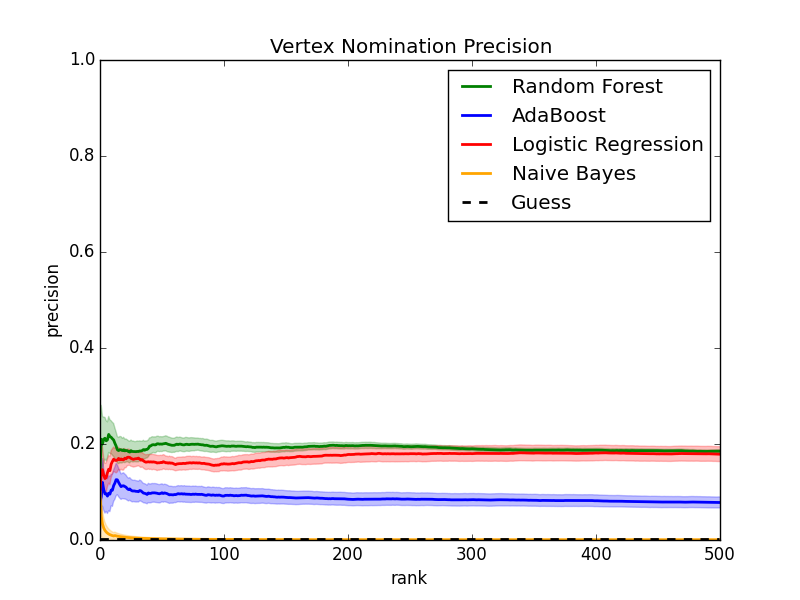 Vertex Nomination Precision
1.0
0.8
0.6
0.4
0.2
0.0
precision
Random Forest
AdaBoost
Logistic Regression
Naive Bayes
Guess
0 100 200 300 400 500
rank